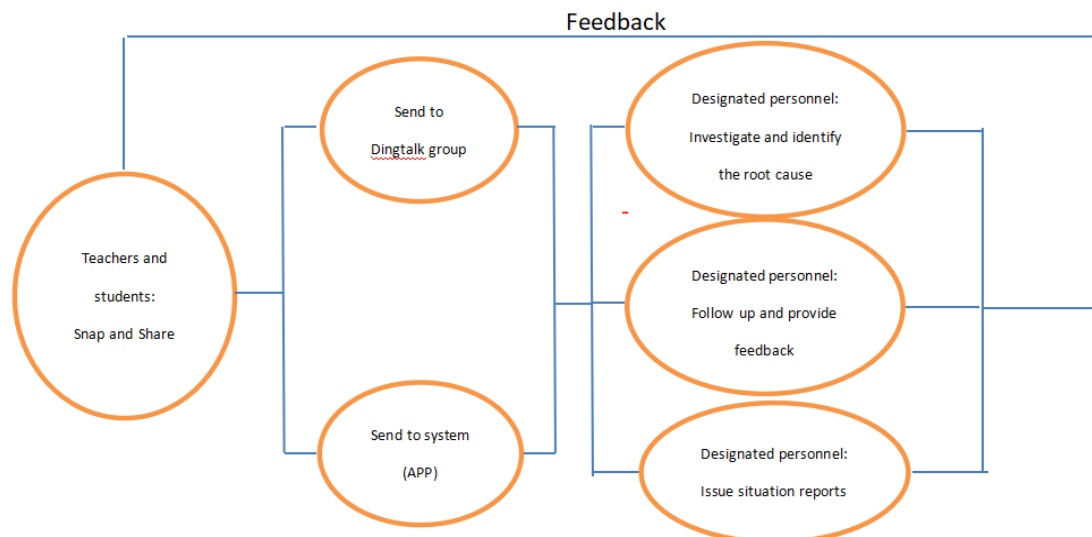 Feedback
Send to
Dingtalk group
Designated personnel:
Investigate and identify
the root cause
Teachers and
students:
Snap and Share
Designated personnel:
Follow up and provide
feedback
Send to system
(APP)
Designated personnel:
Issue situation reports